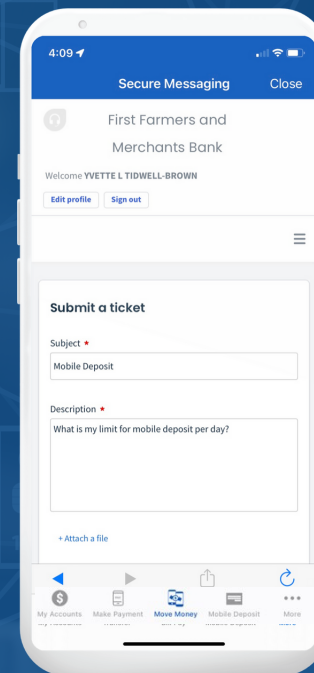 4:09
Secure Messaging
Close
First Farmers and
Merchants Bank
Welcome YVETTE L TIDWELL-BROWN
Edit profile
Sign out
Submit a ticket
Subject *
Mobile Deposit
Description *
What is my limit for mobile deposit per day?
+ Attach a file
My Accounts
Make Payment
Move Money
Mobile Deposit
More